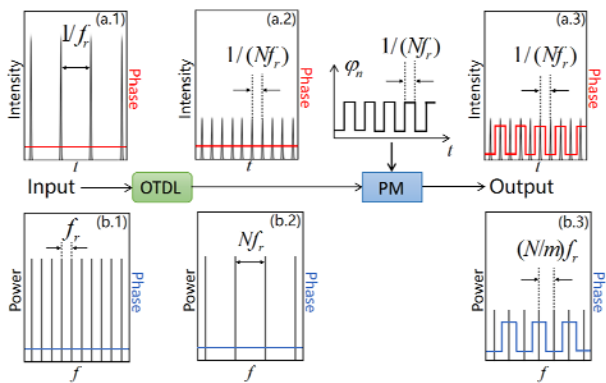 (a.1)
1/f_r
Intensity
Phase
t
(a.2)
1/(Nf_r)
Intensity
Phase
t
1/(Nf_r)
φ_n
t
(a.3)
1/(Nf_r)
Intensity
Phase
t
Input
OTDL
PM
Output
(b.1)
f_r
Power
Phase
f
(b.2)
Nf_r
Power
Phase
f
(b.3)
(N/m)f_r
Power
Phase
f